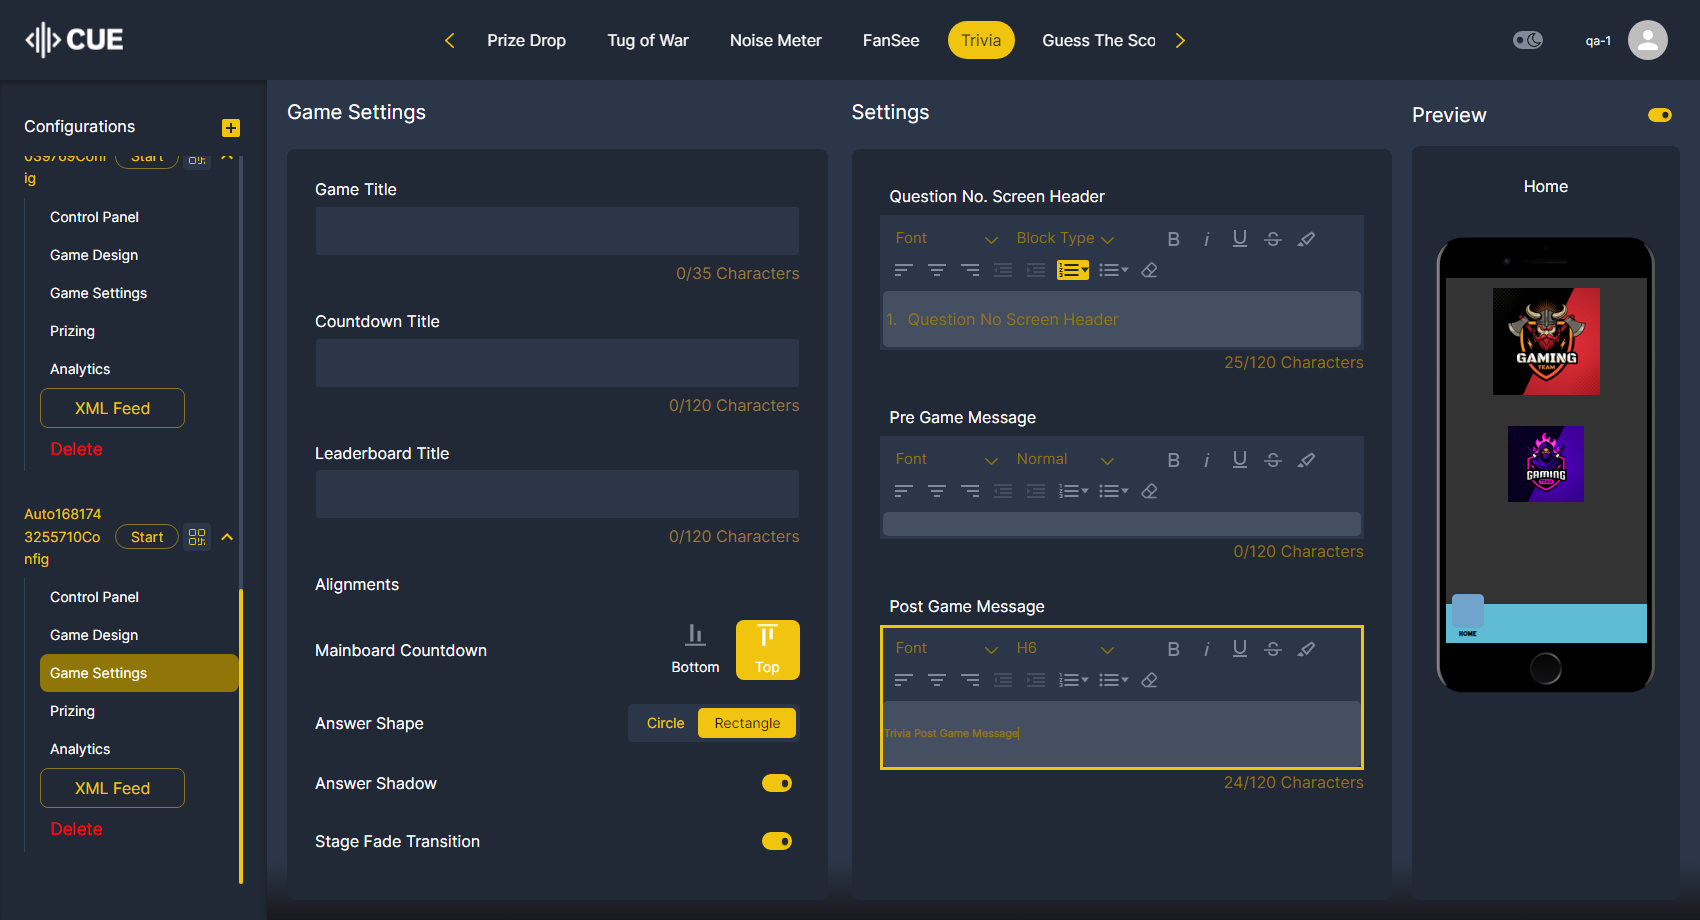 CUE
Prize Drop
Tug of War
Noise Meter
FanSee
Trivia
Guess The Sco
qa-1
Configurations
039769Conf
ig
Start
Control Panel
Game Design
Game Settings
Prizing
Analytics
XML Feed
Delete
Auto168174
3255710Co
nfig
Start
Control Panel
Game Design
Game Settings
Prizing
Analytics
XML Feed
Delete
Game Settings
Game Title
0/35 Characters
Countdown Title
0/120 Characters
Leaderboard Title
0/120 Characters
Alignments
Mainboard Countdown
Bottom
Top
Answer Shape
Circle
Rectangle
Answer Shadow
Stage Fade Transition
Settings
Question No. Screen Header
Font
Block Type
B i U S
1. Question No Screen Header
25/120 Characters
Pre Game Message
Font
Normal
B i U S
0/120 Characters
Post Game Message
Font
H6
B i U S
Trivia Post Game Message
24/120 Characters
Preview
Home
GAMING
TEAM
GAMING
TEAM
HOME